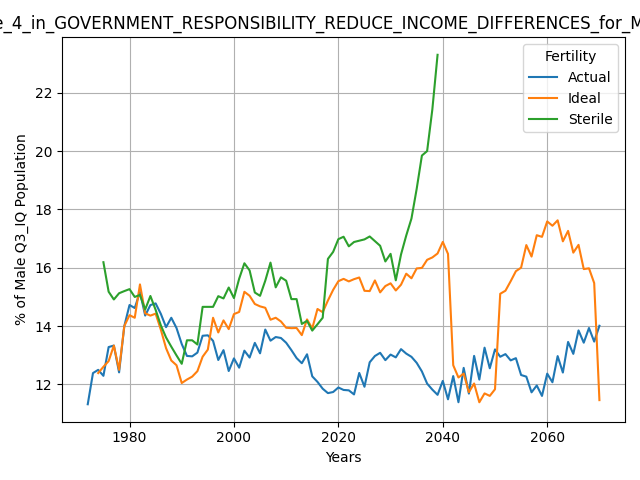 _4_in_GOVERNMENT_RESPONSIBILITY_REDUCE_INCOME_DIFFERENCES_for_M
Fertility
Actual
Ideal
Sterile
% of Male Q3_IQ Population
22
20
18
16
14
12
1980
2000
2020
2040
2060
Years